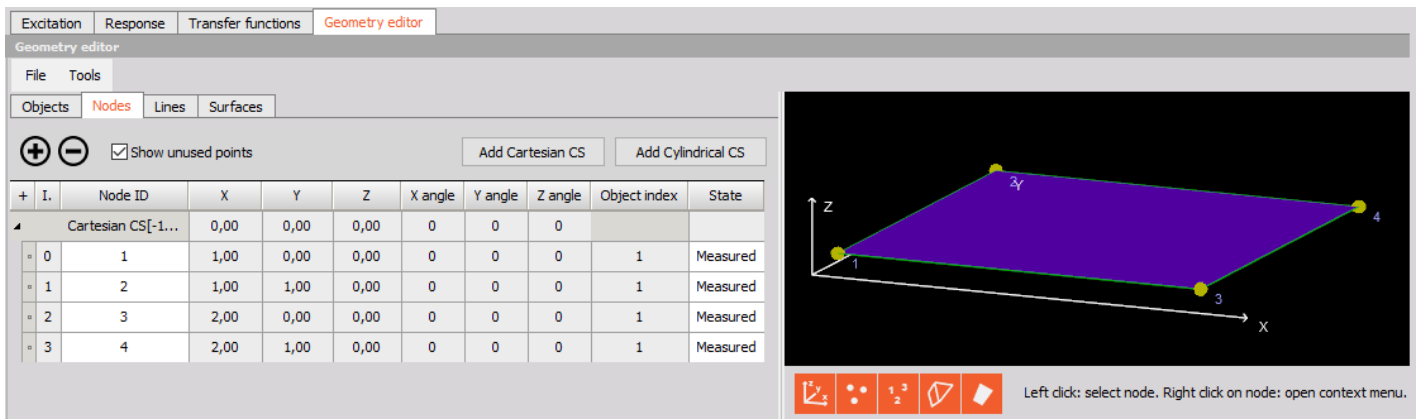 Excitation Response Transfer functions Geometry editor
Geometry editor
File Tools
Objects Nodes Lines Surfaces
Show unused points Add Cartesian CS Add Cylindrical CS
+ I. Node ID X Y Z X angle Y angle Z angle Object index State
Cartesian CS[-1... 0,00 0,00 0,00 0 0 0
0 1 1,00 0,00 0,00 0 0 0 1 Measured
1 2 1,00 1,00 0,00 0 0 0 1 Measured
2 3 2,00 0,00 0,00 0 0 0 1 Measured
3 4 2,00 1,00 0,00 0 0 0 1 Measured
2 Y
Z
4
1
3
X
z y x
1 3 2
Left click: select node. Right click on node: open context menu.